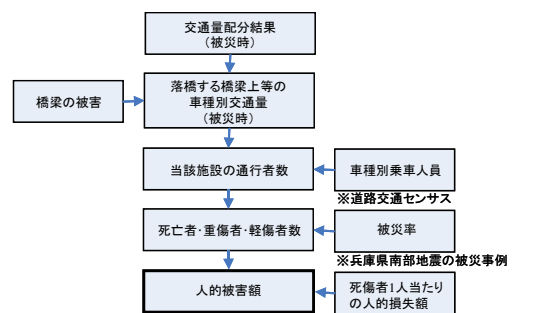 交通量配分結果
(被災時)
橋梁の被害
落橋する橋梁上等の
車種別交通量
(被災時)
当該施設の通行者数
車種別乗車人員
※道路交通センサス
死亡者・重傷者・軽傷者数
被災率
※兵庫県南部地震の被災事例
人的被害額
死傷者1人当たり
の人的損失額